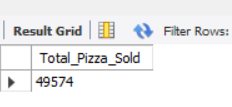 Result Grid Filter Rows:
Total_Pizza_Sold
49574